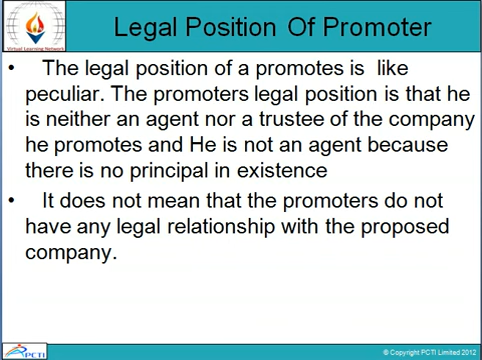 Legal Position Of Promoter
Virtual Learning Network
• The legal position of a promotes is like
peculiar. The promoters legal position is that he
is neither an agent nor a trustee of the company
he promotes and He is not an agent because
there is no principal in existence
• It does not mean that the promoters do not
have any legal relationship with the proposed
company.
PCTI
© Copyright PCTI Limited 2012